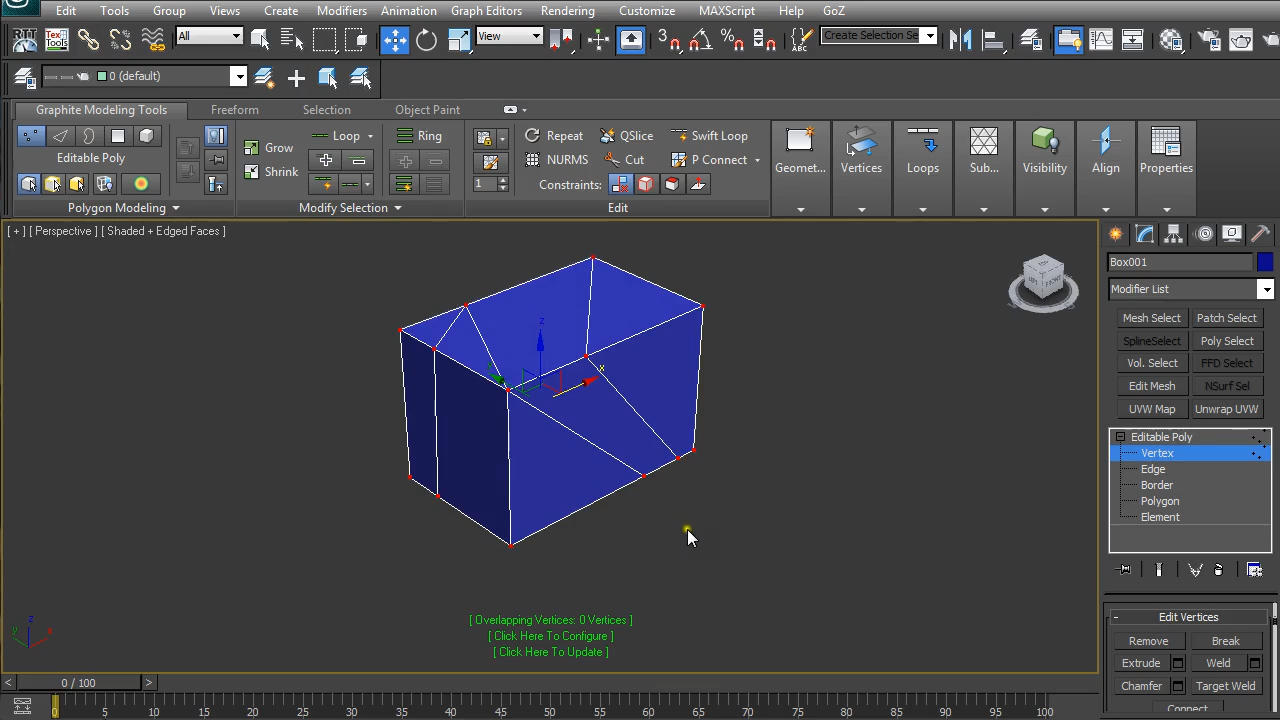 Edit Tools Group Views Create Modifiers Animation Graph Editors Rendering Customize MAXScript Help GoZ
All View 3 Create Selection Se
0 (default)
Graphite Modeling Tools Freeform Selection Object Paint
Loop Ring Repeat QSlice Swift Loop
Editable Poly Grow Shrink NURMS Cut P Connect
1 Constraints:
Geomet... Vertices Loops Sub... Visibility Align Properties
Polygon Modeling Modify Selection Edit
[ + ] [ Perspective ] [ Shaded + Edged Faces ]
Box001
Modifier List
Mesh Select Patch Select
SplineSelect Poly Select
Vol. Select FFD Select
Edit Mesh NSurf Sel
UVW Map Unwrap UVW
Editable Poly
Vertex
Edge
Border
Polygon
Element
z
x
Edit Vertices
Remove Break
Extrude Weld
Chamfer Target Weld
Connect
[ Overlapping Vertices: 0 Vertices ]
[ Click Here To Configure ]
[ Click Here To Update ]
z
y x
< 0 / 100 >
0 5 10 15 20 25 30 35 40 45 50 55 60 65 70 75 80 85 90 95 100